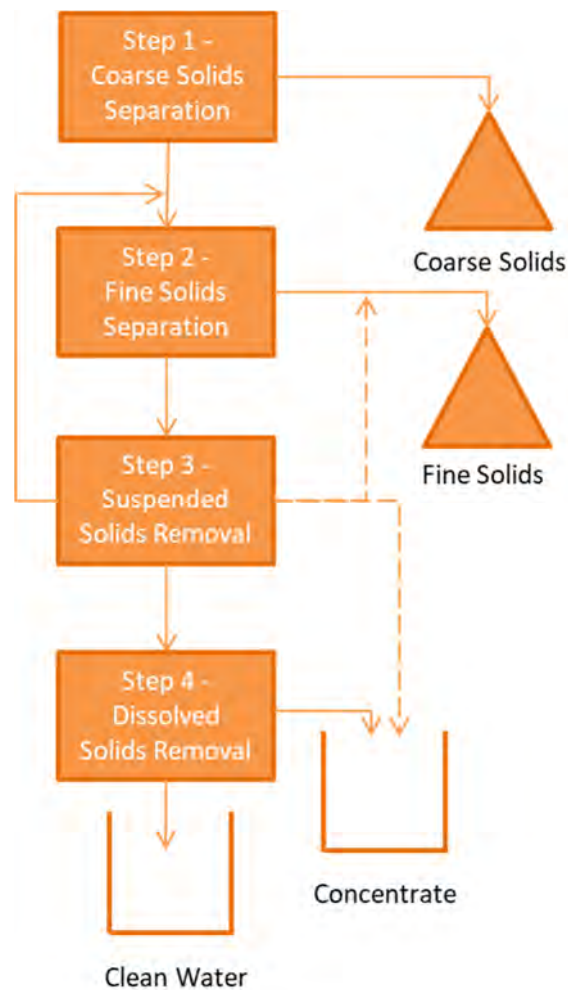 Step 1 -
Coarse Solids
Separation
Coarse Solids
Step 2 -
Fine Solids
Separation
Fine Solids
Step 3 -
Suspended
Solids Removal
Step 4 -
Dissolved
Solids Removal
Concentrate
Clean Water